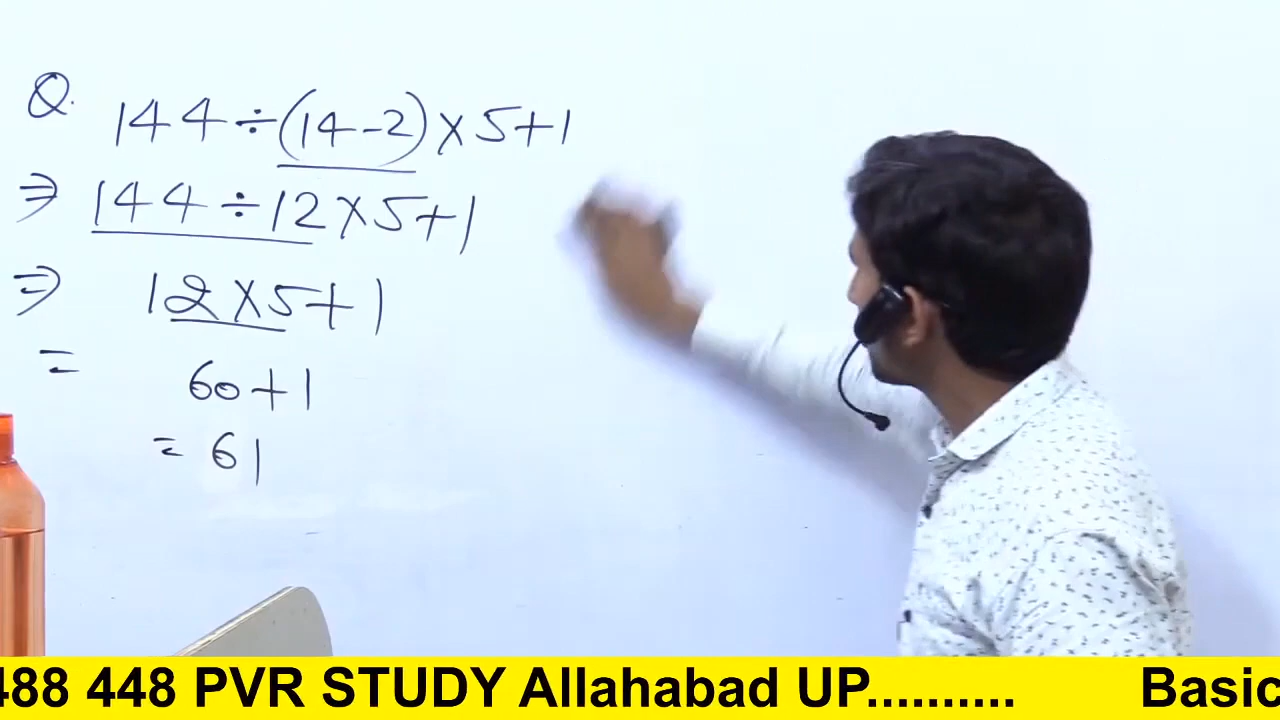 Q. 144 ÷ (14 - 2) × 5 + 1
⇒ 144 ÷ 12 × 5 + 1
⇒ 12 × 5 + 1
= 60 + 1
= 61
488 448 PVR STUDY Allahabad UP.......... Basic